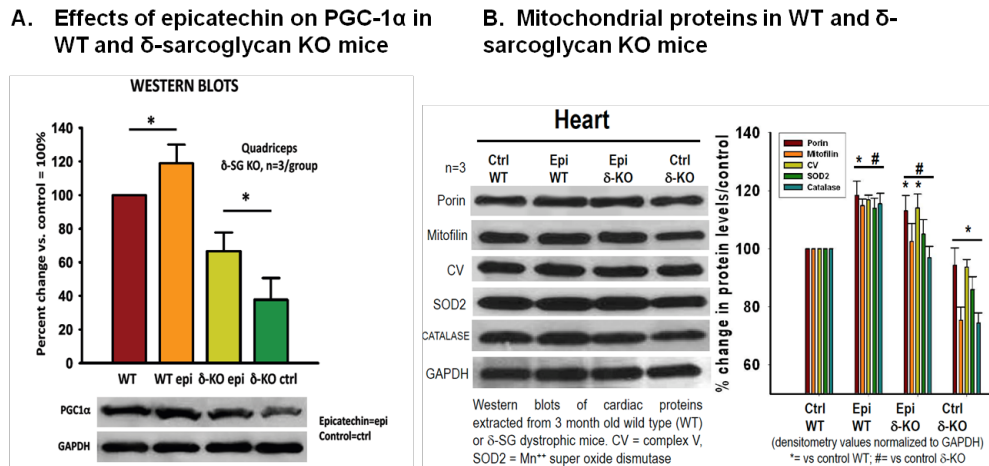 A. Effects of epicatechin on PGC-1α in
WT and δ-sarcoglycan KO mice
WESTERN BLOTS
Percent change vs. control = 100%
140
120
100
80
60
40
20
0
*
*
Quadriceps
δ-SG KO, n=3/group
WT
WT epi
δ-KO epi
δ-KO ctrl
PGC1α
GAPDH
Epicatechin=epi
Control=ctrl
B. Mitochondrial proteins in WT and δ-
sarcoglycan KO mice
Heart
n=3
Ctrl
WT
Epi
WT
Epi
δ-KO
Ctrl
δ-KO
Porin
Mitofilin
CV
SOD2
CATALASE
GAPDH
Western blots of cardiac proteins
extracted from 3 month old wild type (WT)
or δ-SG dystrophic mice. CV = complex V,
SOD2 = Mn⁺⁺ super oxide dismutase
% change in protein levels/control
140
120
100
80
60
Porin
Mitofilin
CV
SOD2
Catalase
* #
#
* *
*
Ctrl
WT
Epi
WT
Epi
δ-KO
Ctrl
δ-KO
(densitometry values normalized to GAPDH)
*= vs control WT; #= vs control δ-KO